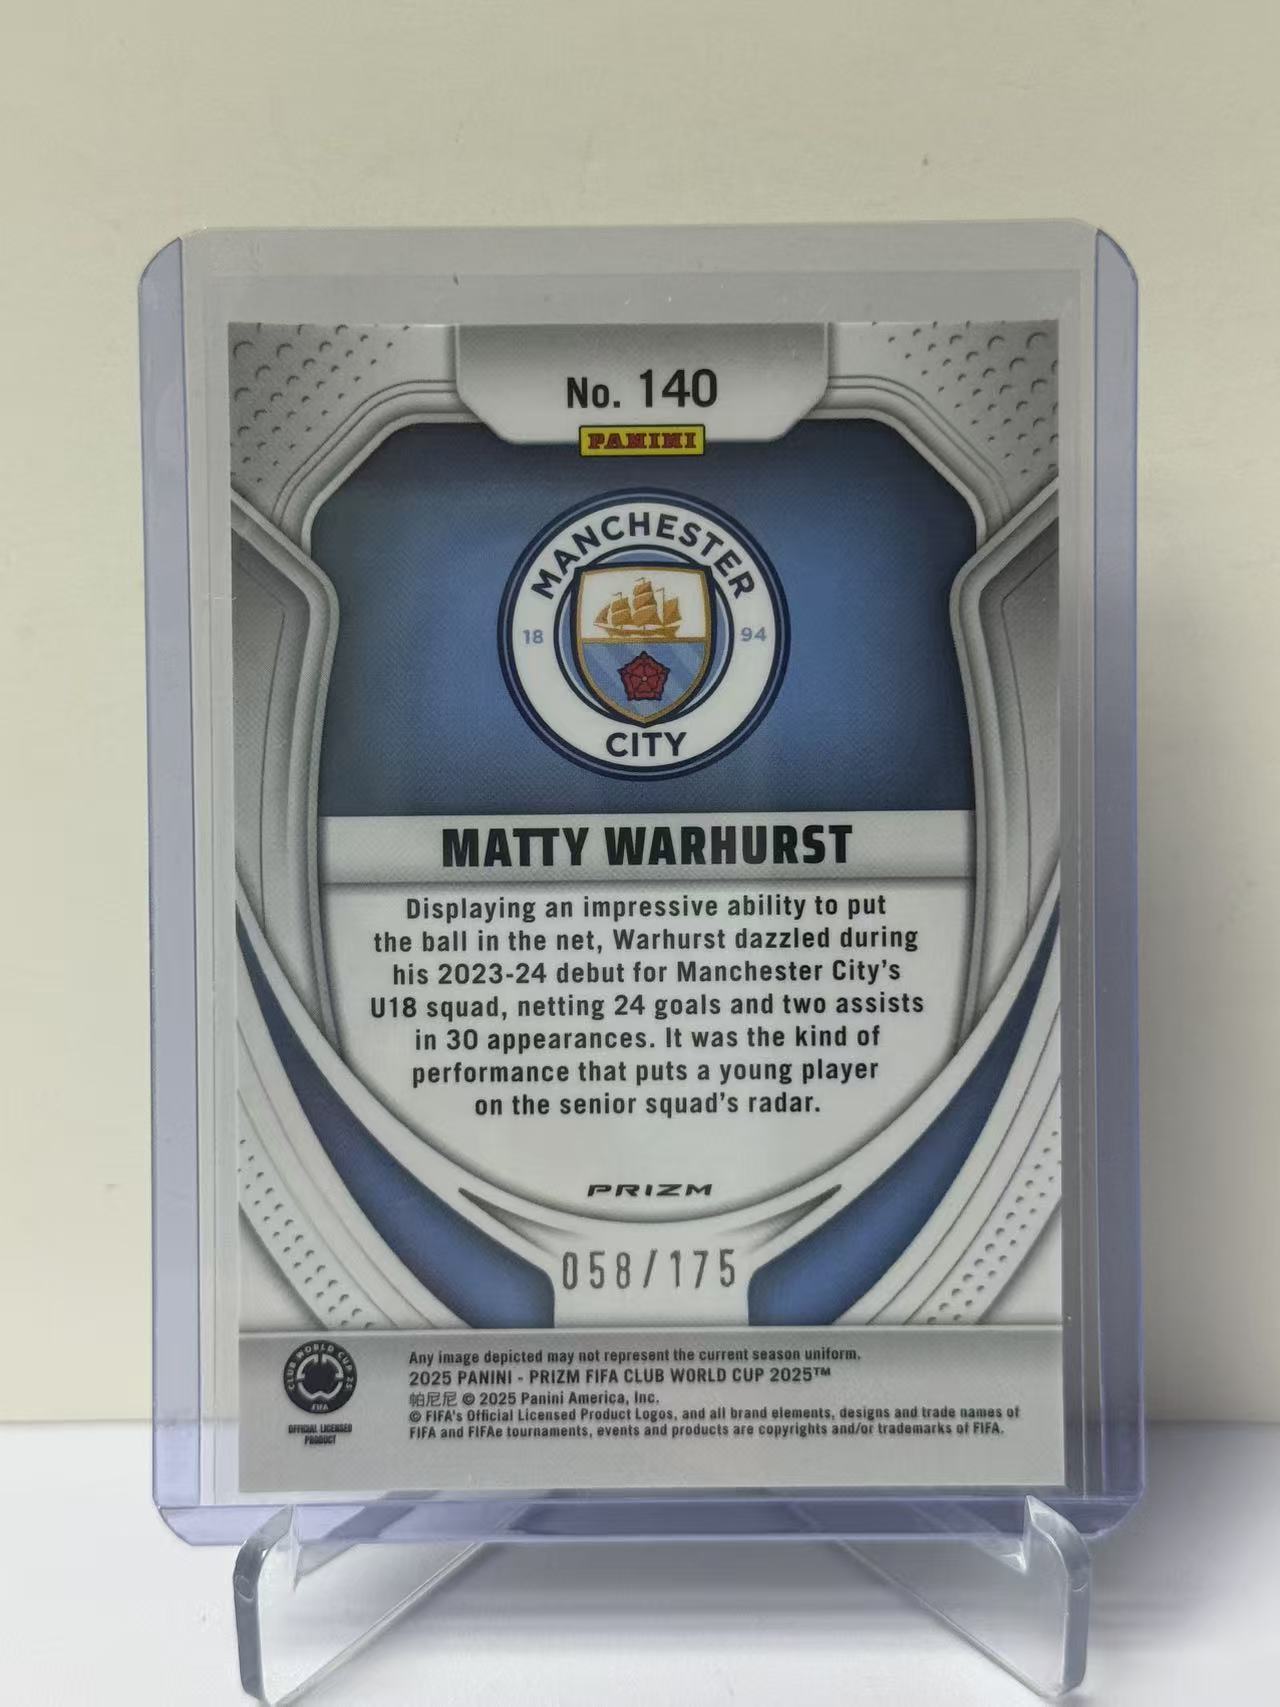 No. 140
PANINI
MANCHESTER
18 94
CITY
MATTY WARHURST
Displaying an impressive ability to put
the ball in the net, Warhurst dazzled during
his 2023-24 debut for Manchester City's
U18 squad, netting 24 goals and two assists
in 30 appearances. It was the kind of
performance that puts a young player
on the senior squad's radar.
PRIZM
058/175
CLUB WORLD CUP 25
FIFA
OFFICIAL LICENSED
PRODUCT
Any image depicted may not represent the current season uniform.
2025 PANINI - PRIZM FIFA CLUB WORLD CUP 2025™
帕尼尼 © 2025 Panini America, Inc.
© FIFA's Official Licensed Product Logos, and all brand elements, designs and trade names of
FIFA and FIFAe tournaments, events and products are copyrights and/or trademarks of FIFA.